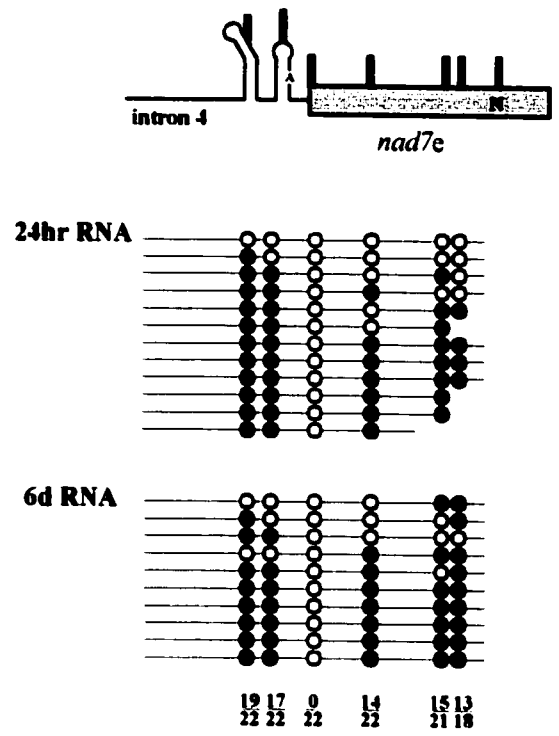 A
intron 4
N
nad7e
24hr RNA
6d RNA
19 17 0 14 15 13
22 22 22 22 21 18